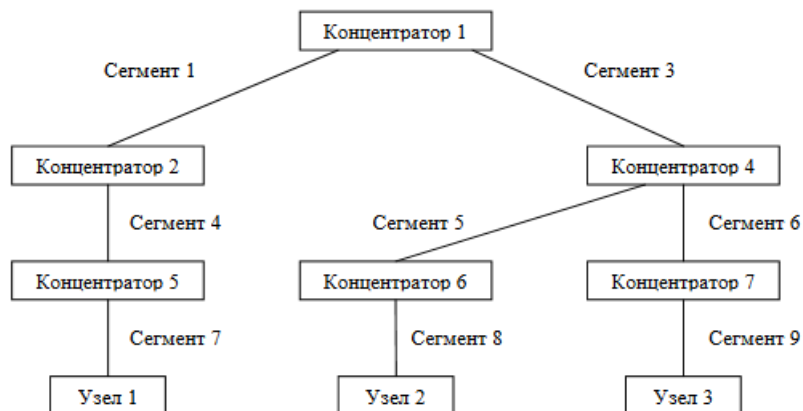 Концентратор 1
Сегмент 1
Сегмент 3
Концентратор 2
Концентратор 4
Сегмент 4
Сегмент 5
Сегмент 6
Концентратор 5
Концентратор 6
Концентратор 7
Сегмент 7
Сегмент 8
Сегмент 9
Узел 1
Узел 2
Узел 3